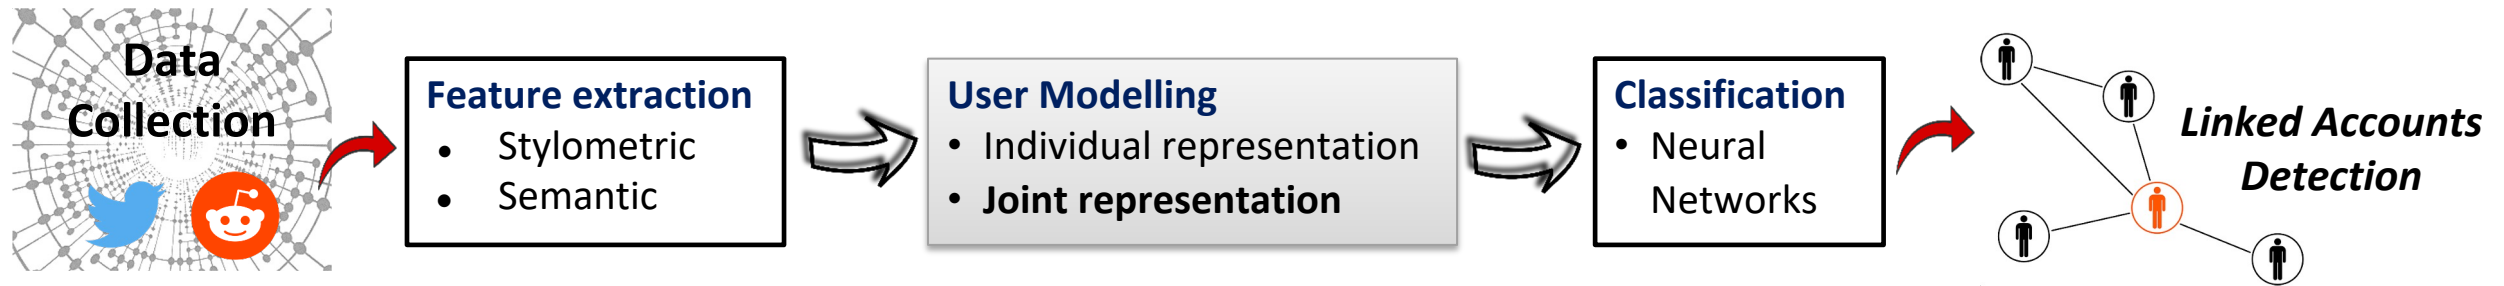 Data
Collection
Feature extraction
• Stylometric
• Semantic
User Modelling
• Individual representation
• Joint representation
Classification
• Neural
Networks
Linked Accounts
Detection